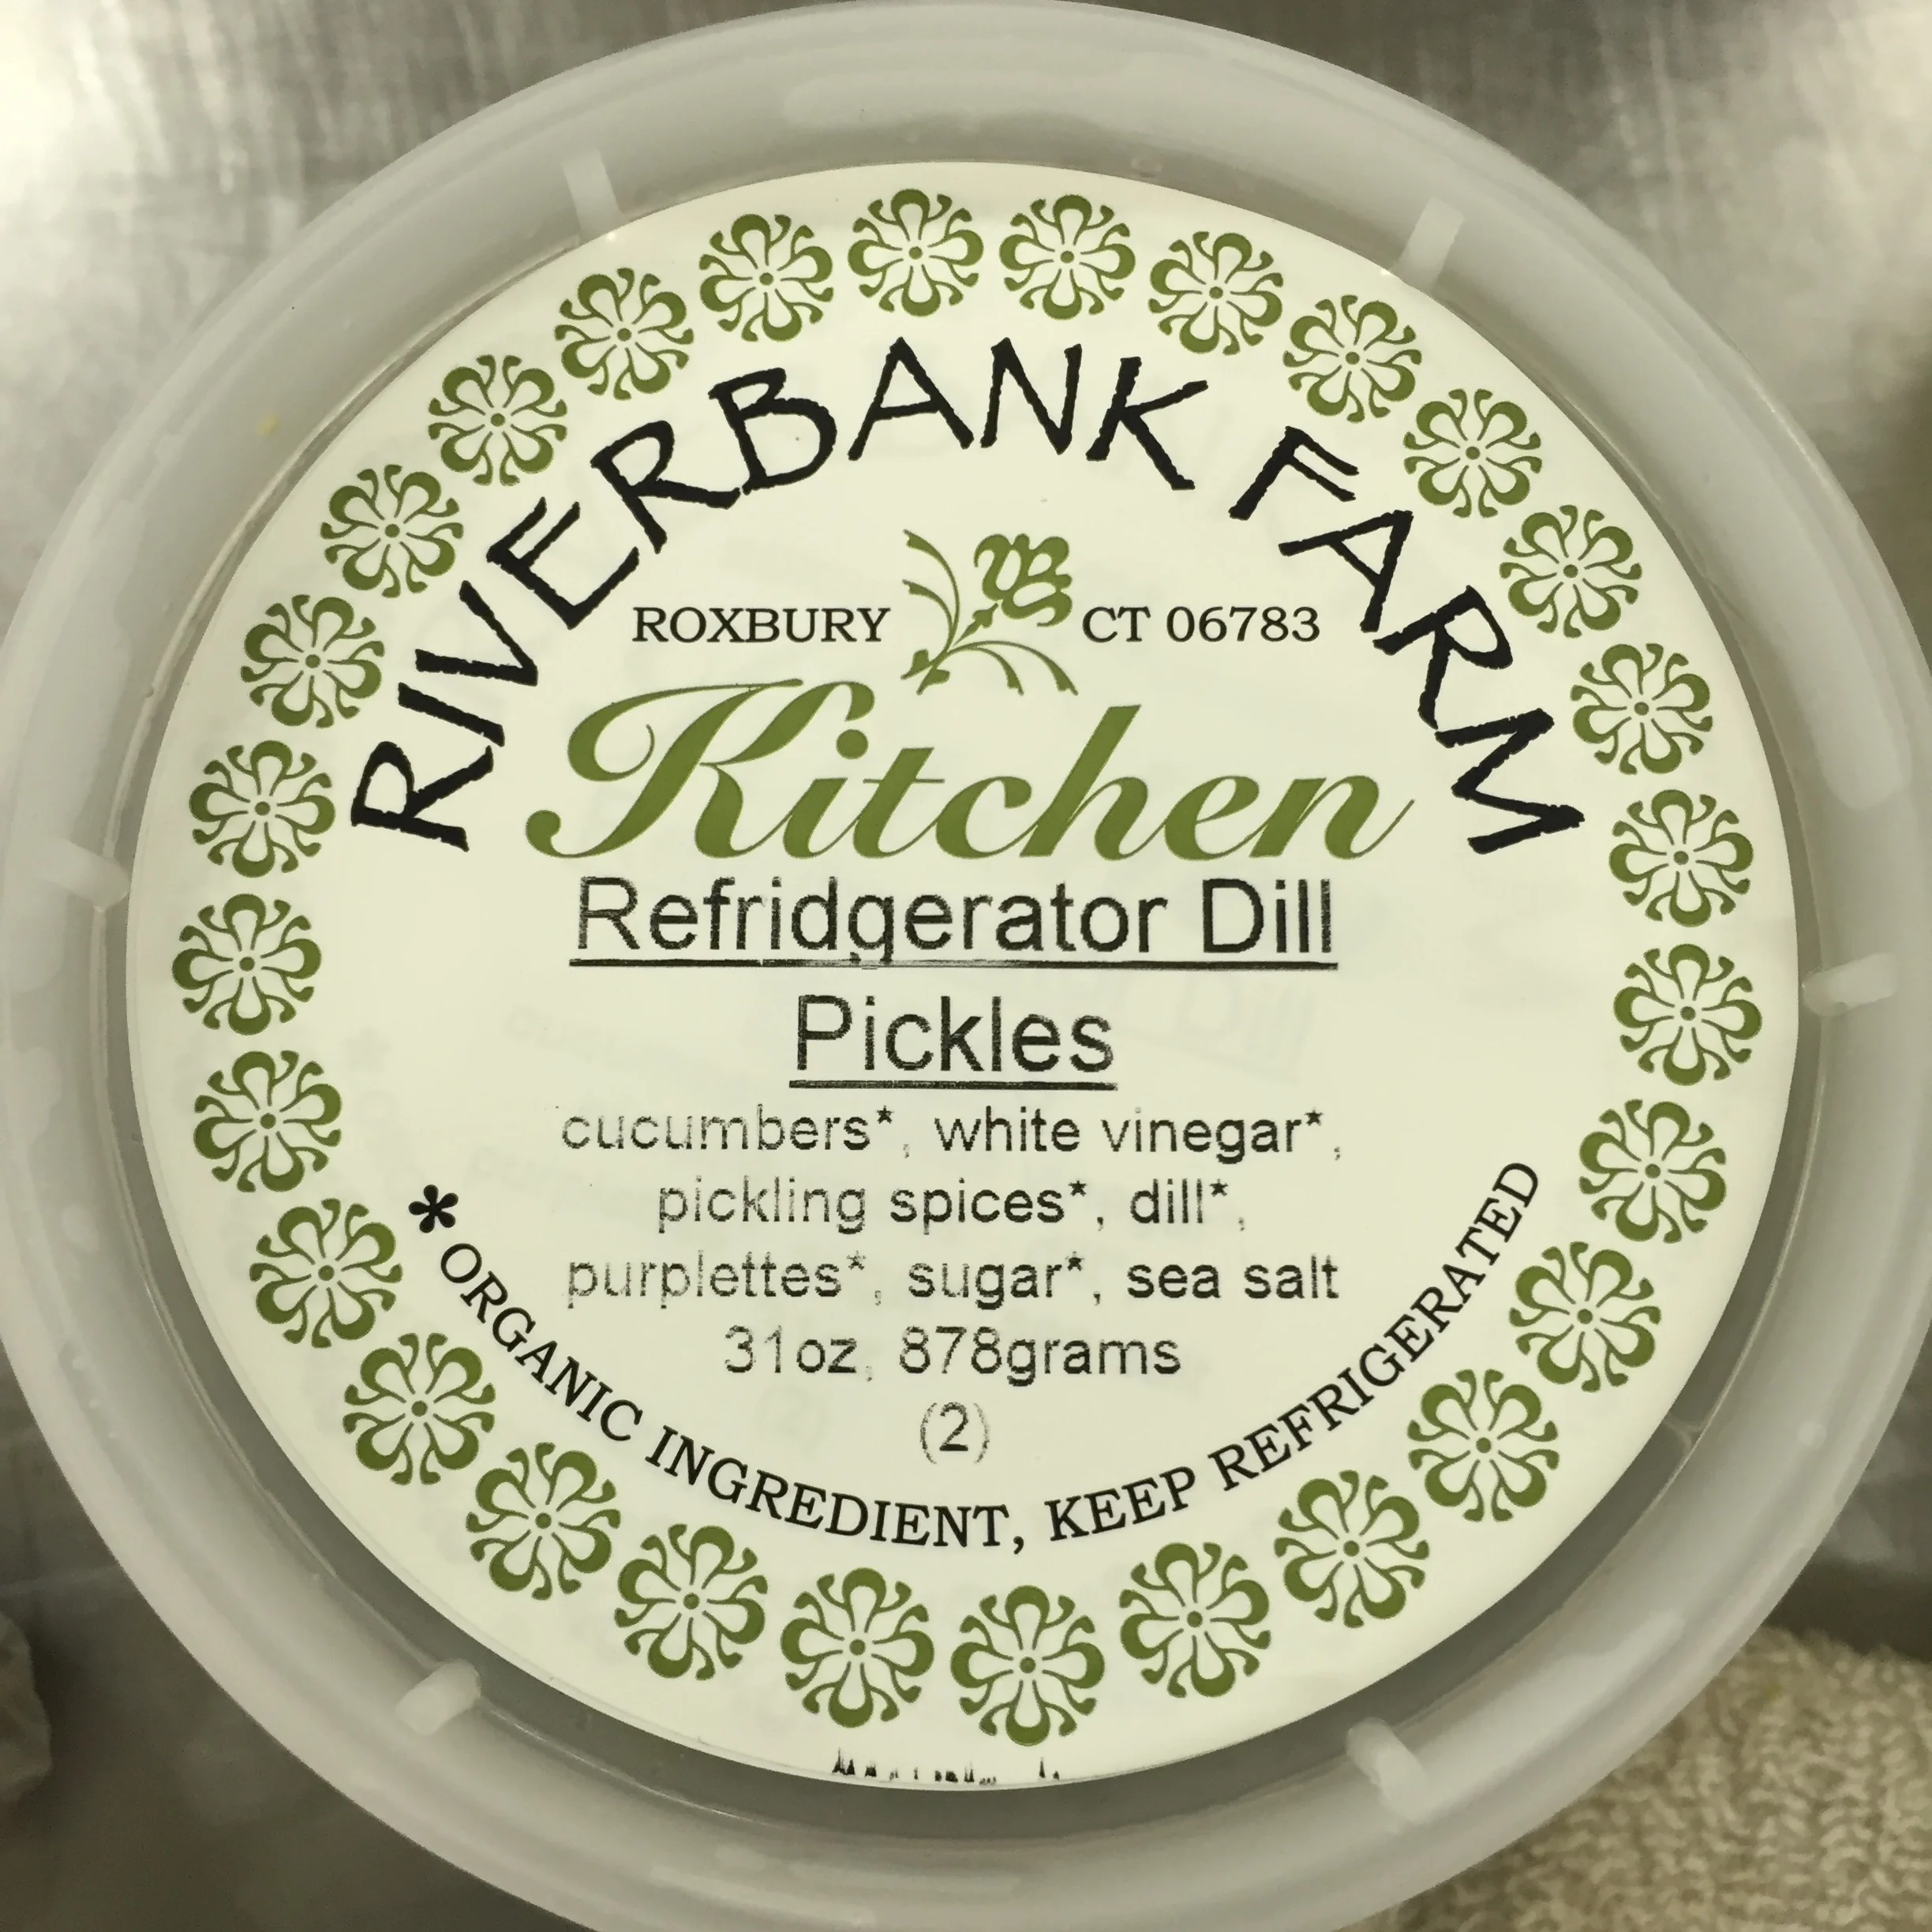 RIVERBANK FARM
ROXBURY CT 06783
Kitchen
Refridgerator Dill
Pickles
cucumbers*, white vinegar*,
pickling spices*, dill*,
purplettes*, sugar*, sea salt
31oz, 878grams
(2)
* ORGANIC INGREDIENT, KEEP REFRIGERATED